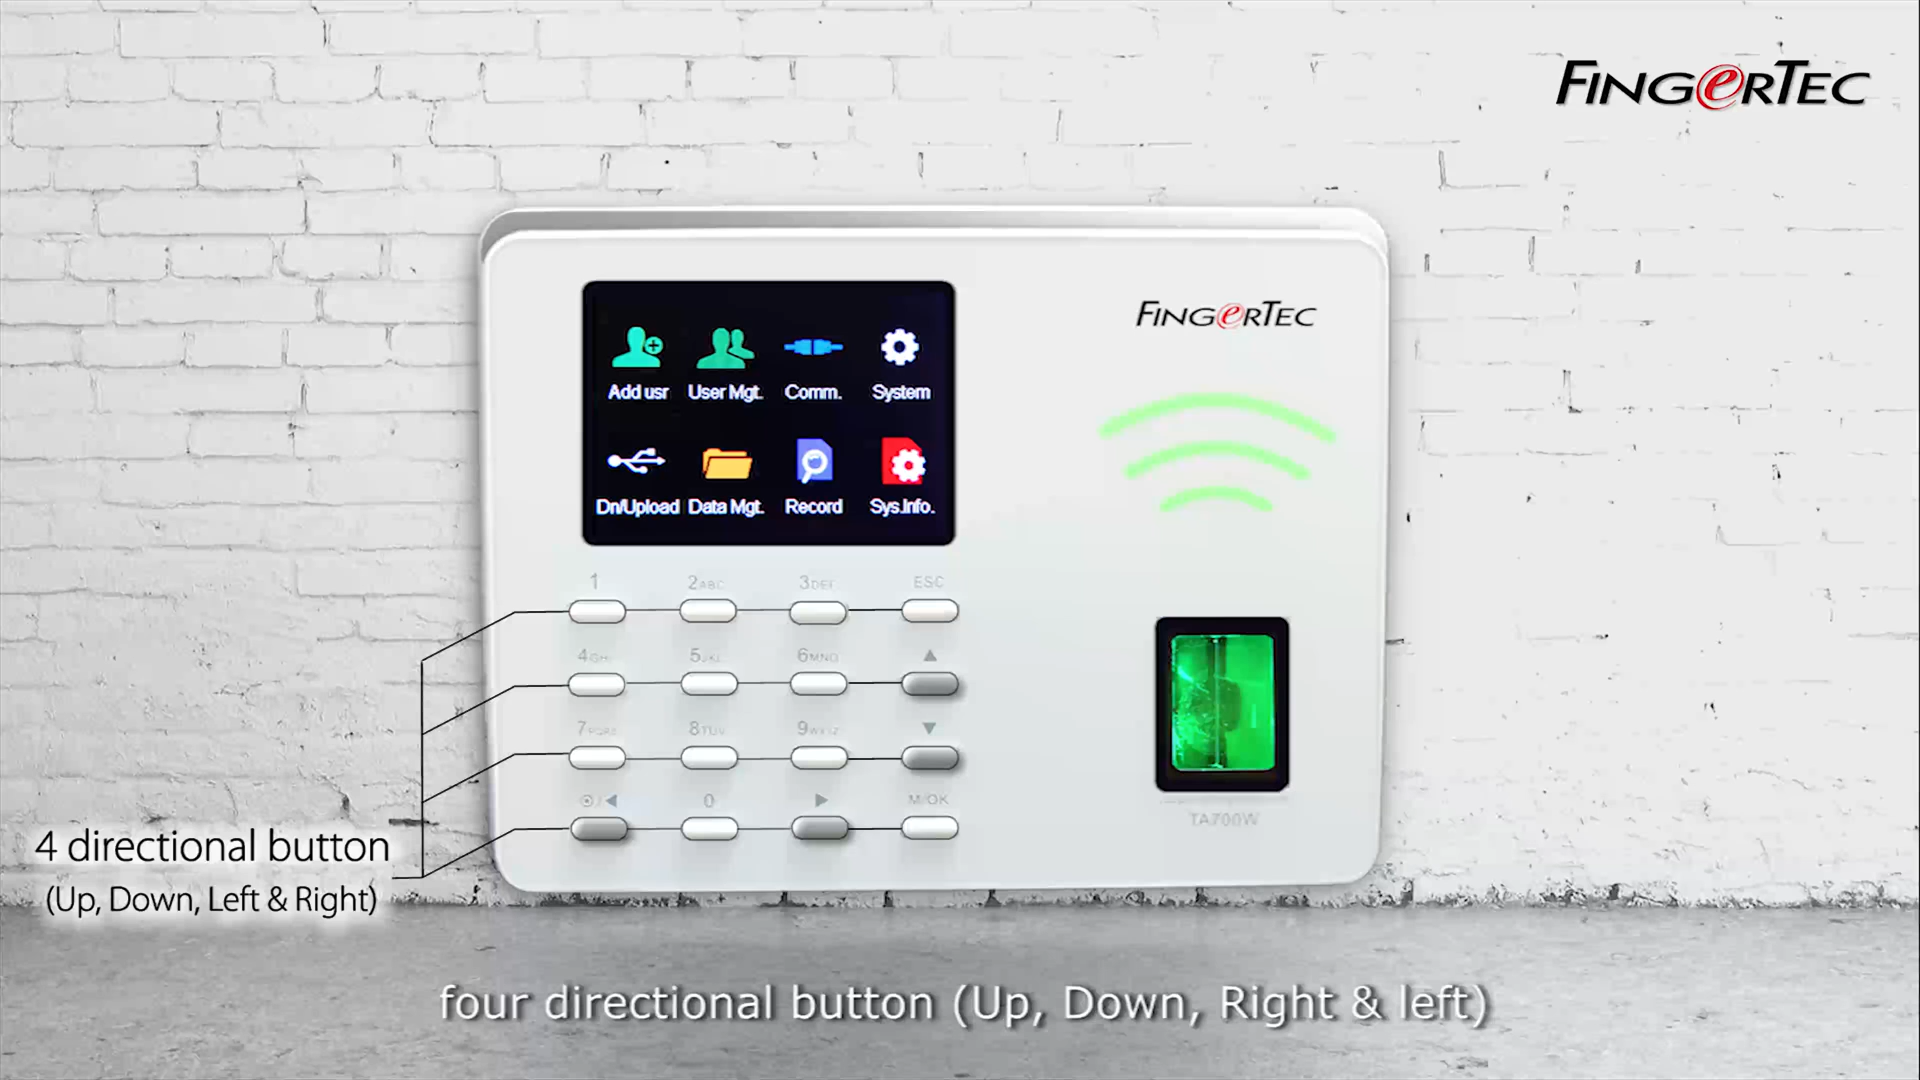 FINGERTEC
FINGERTEC
Add usr User Mgt. Comm. System
Dn/Upload Data Mgt. Record Sys.Info.
1 2ABC 3DEF ESC
4GHI 5JKL 6MNO
7PQRS 8TUV 9WXYZ
0 M/OK
TA700W
4 directional button
(Up, Down, Left & Right)
four directional button (Up, Down, Right & left)